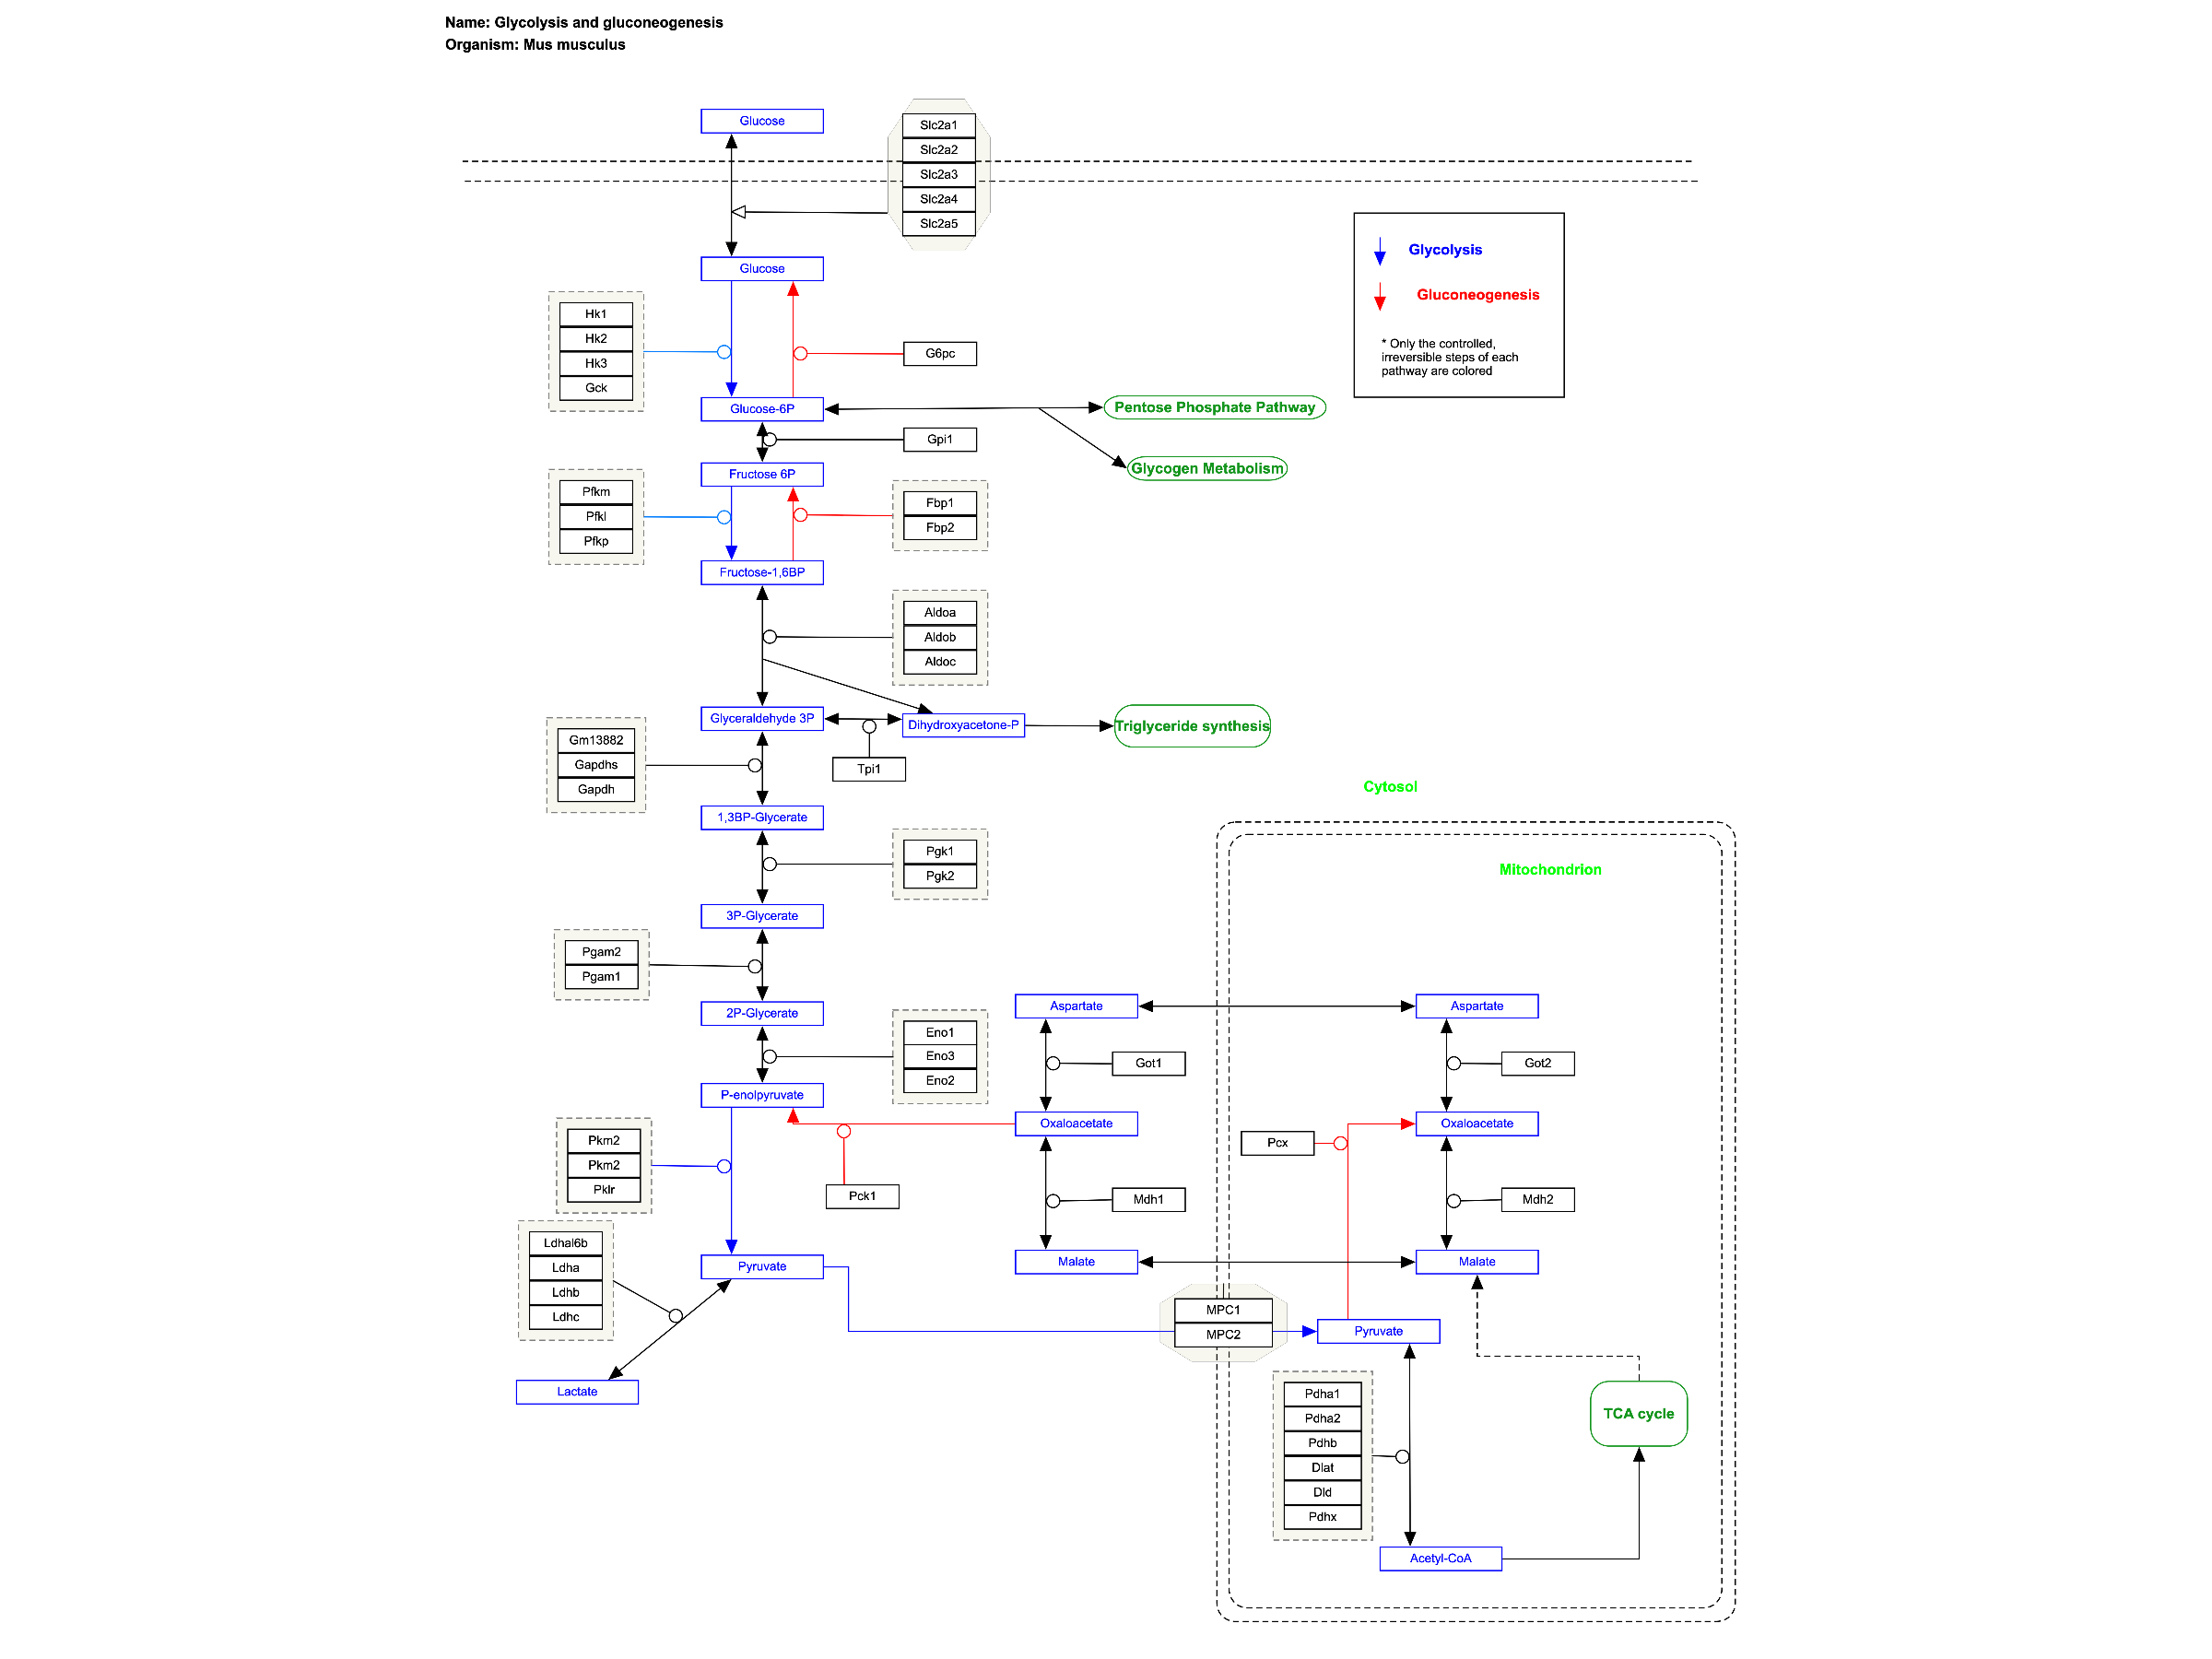 Name: Glycolysis and gluconeogenesis
Organism: Mus musculus
Glucose
Slc2a1
Slc2a2
Slc2a3
Slc2a4
Slc2a5
Glucose
Glycolysis
Gluconeogenesis
* Only the controlled,
irreversible steps of each
pathway are colored
Hk1
Hk2
Hk3
Gck
G6pc
Glucose-6P
Pentose Phosphate Pathway
Gpi1
Glycogen Metabolism
Fructose 6P
Pfkm
Pfkl
Pfkp
Fbp1
Fbp2
Fructose-1,6BP
Aldoa
Aldob
Aldoc
Glyceraldehyde 3P
Dihydroxyacetone-P
Triglyceride synthesis
Gm13882
Gapdhs
Gapdh
Tpi1
Cytosol
1,3BP-Glycerate
Pgk1
Pgk2
Mitochondrion
3P-Glycerate
Pgam2
Pgam1
2P-Glycerate
Aspartate
Aspartate
Eno1
Eno3
Eno2
Got1
Got2
P-enolpyruvate
Oxaloacetate
Oxaloacetate
Pkm2
Pkm2
Pklr
Pcx
Pck1
Mdh1
Mdh2
Ldhal6b
Ldha
Ldhb
Ldhc
Pyruvate
Malate
Malate
MPC1
MPC2
Pyruvate
Lactate
Pdha1
Pdha2
Pdhb
Dlat
Dld
Pdhx
TCA cycle
Acetyl-CoA